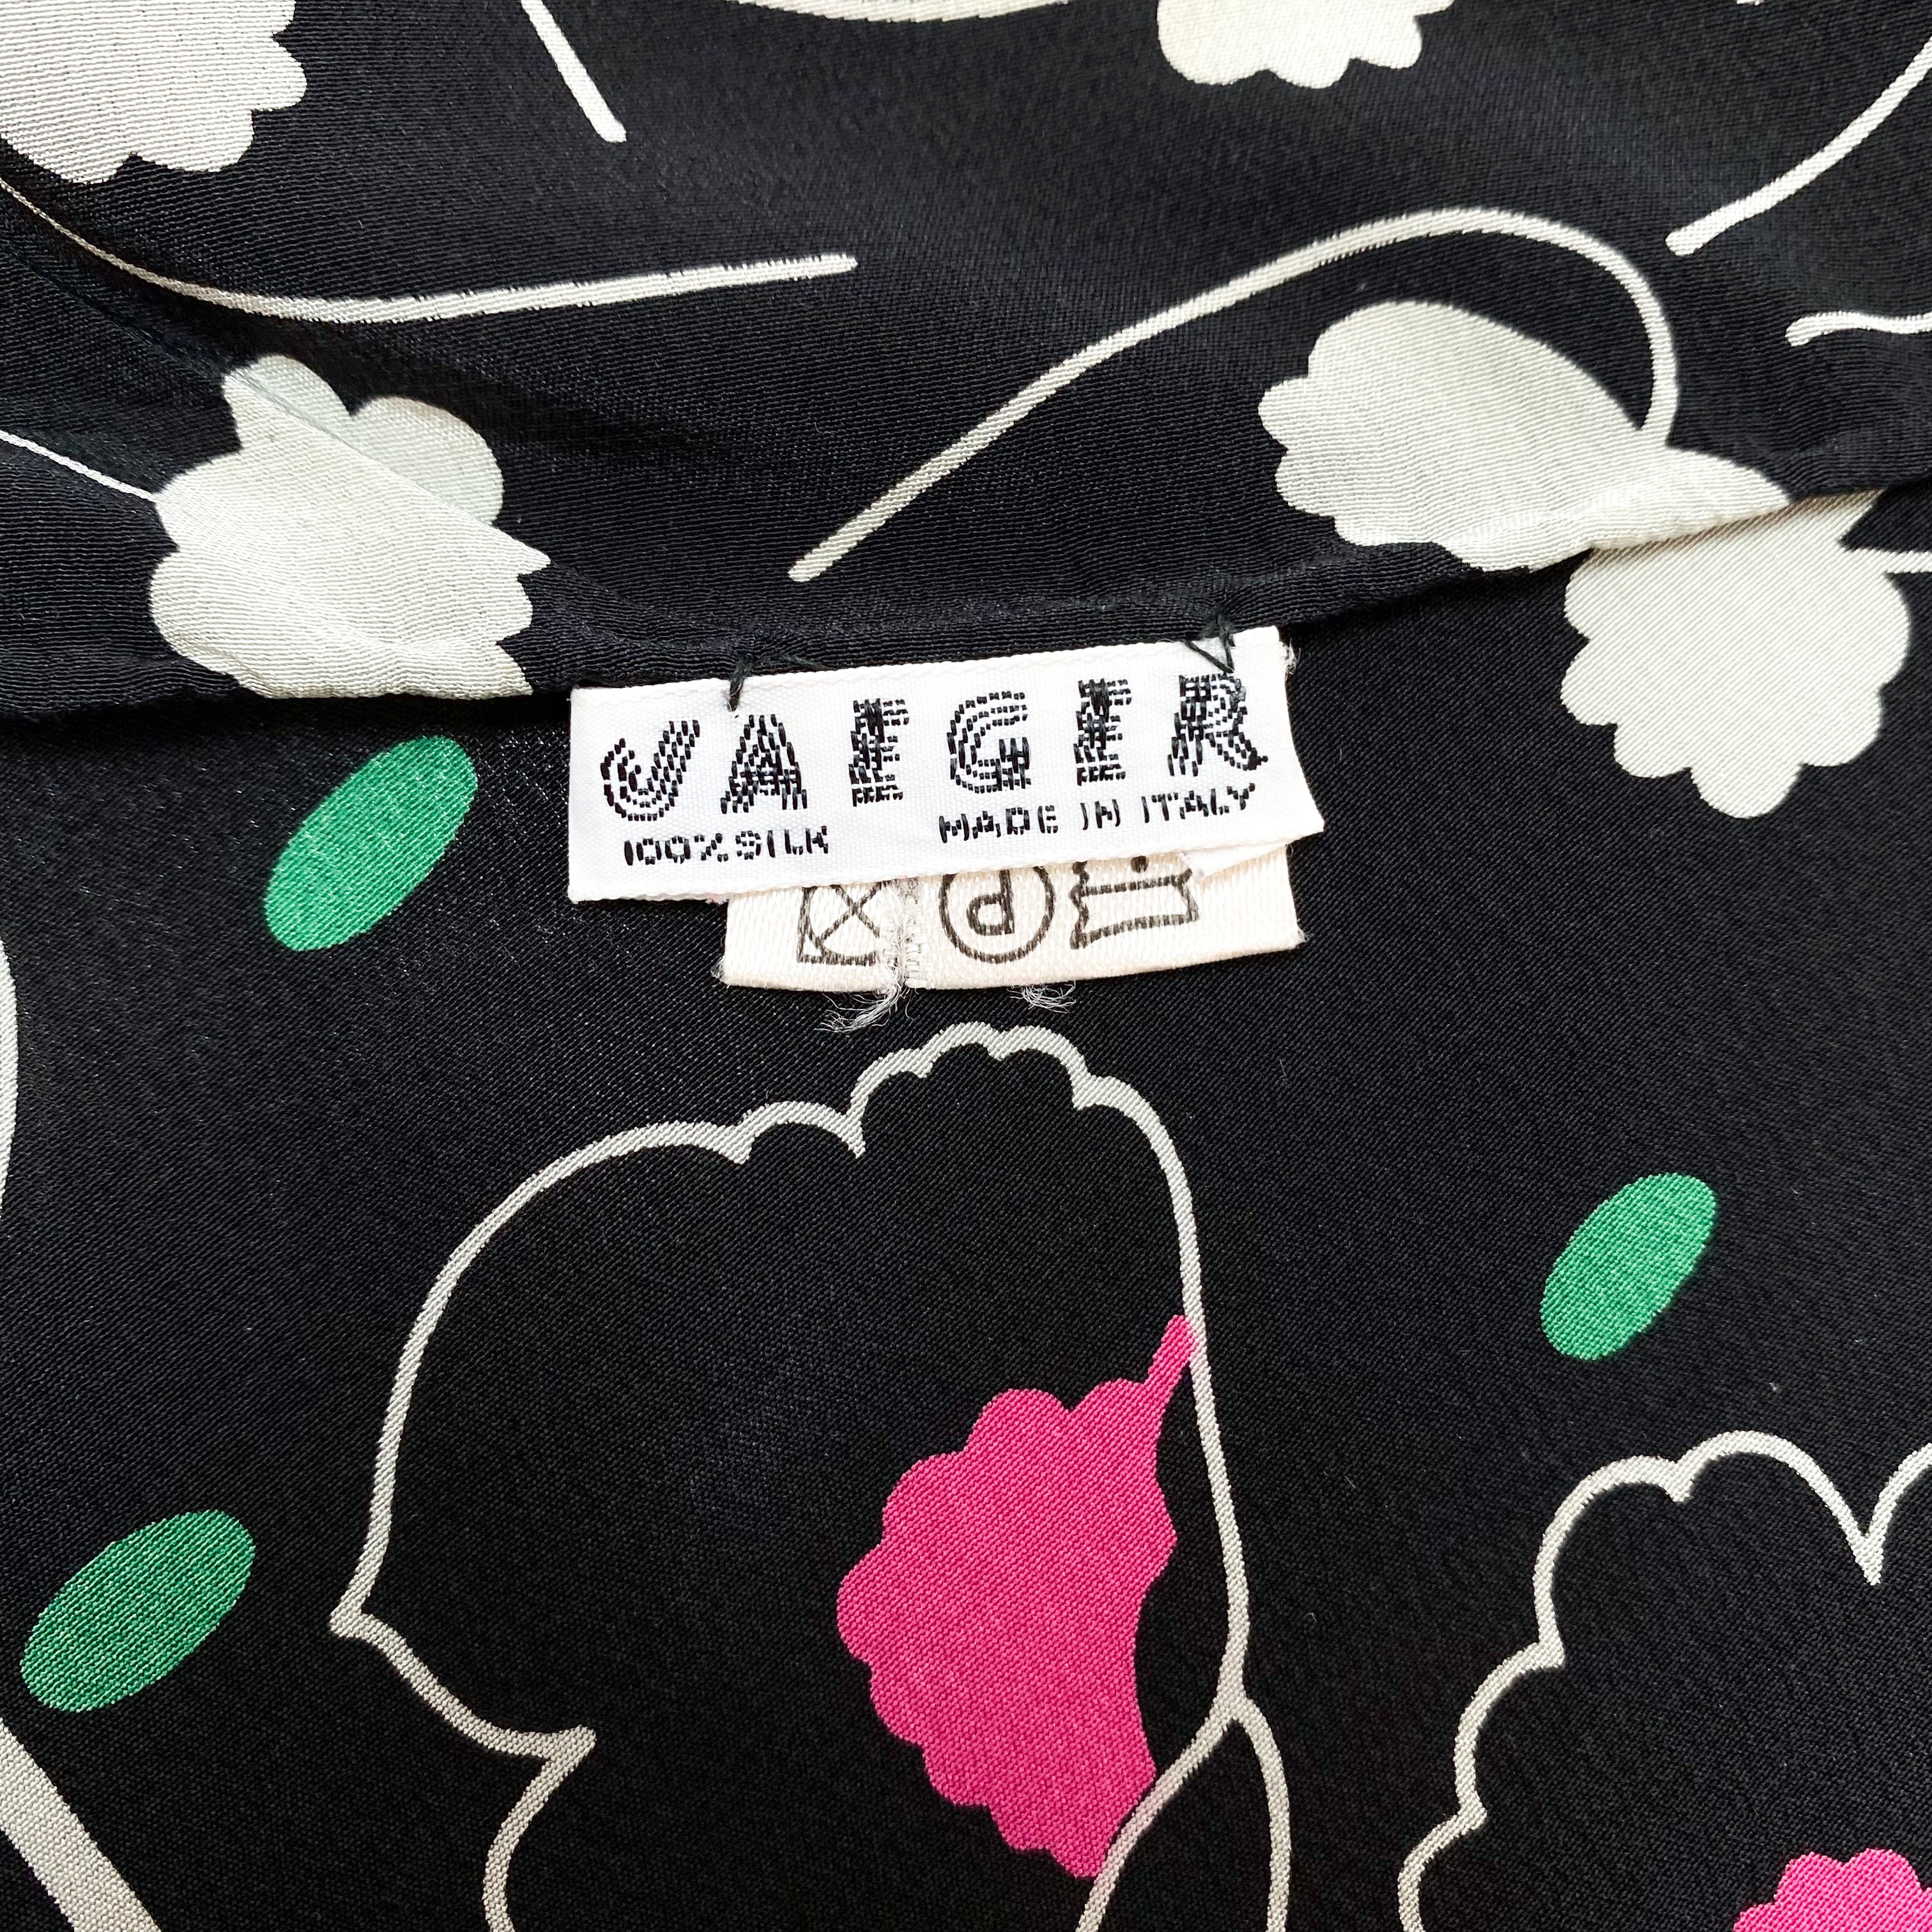 JAEGER
100% SILK MADE IN ITALY
P